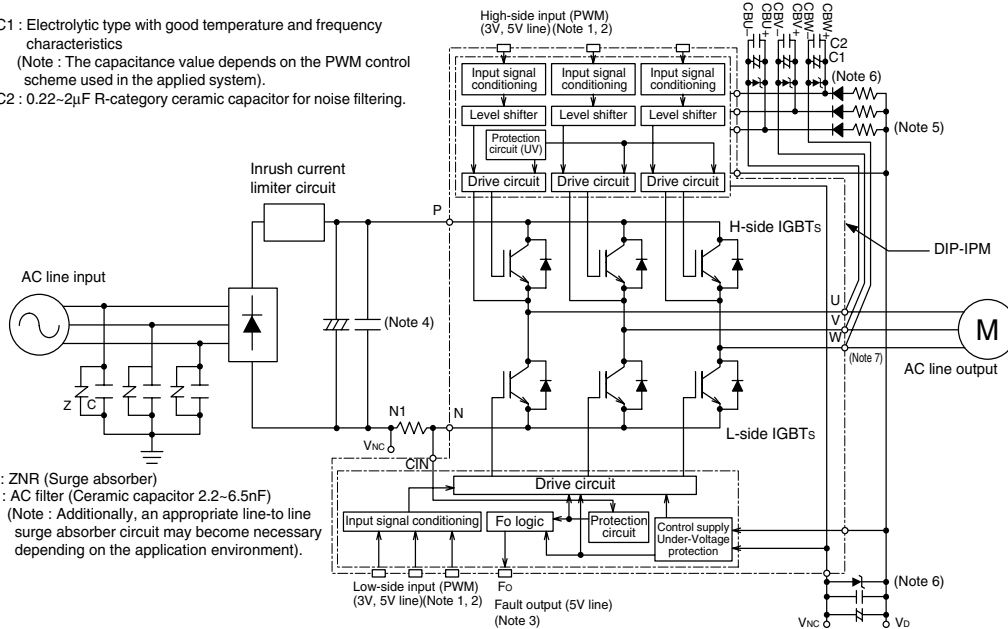 C1 : Electrolytic type with good temperature and frequency
characteristics
(Note : The capacitance value depends on the PWM control
scheme used in the applied system).
C2 : 0.22~2μF R-category ceramic capacitor for noise filtering.
High-side input (PWM)
(3V, 5V line) (Note 1, 2)
CBU–
CBU+
CBV–
CBV+
CBW–
CBW+
C2
C1
(Note 6)
(Note 5)
Input signal
conditioning
Input signal
conditioning
Input signal
conditioning
Level shifter
Level shifter
Level shifter
Protection
circuit (UV)
Drive circuit
Drive circuit
Drive circuit
Inrush current
limiter circuit
P
H-side IGBTs
DIP-IPM
AC line input
(Note 4)
U
V
W
(Note 7)
M
AC line output
Z
C
N1
N
VNC
CIN
L-side IGBTs
: ZNR (Surge absorber)
: AC filter (Ceramic capacitor 2.2~6.5nF)
(Note : Additionally, an appropriate line-to line
surge absorber circuit may become necessary
depending on the application environment).
Drive circuit
Input signal conditioning
Fo logic
Protection
circuit
Control supply
Under-Voltage
protection
Low-side input (PWM)
(3V, 5V line)(Note 1, 2)
Fo
Fault output (5V line)
(Note 3)
(Note 6)
VNC
VD